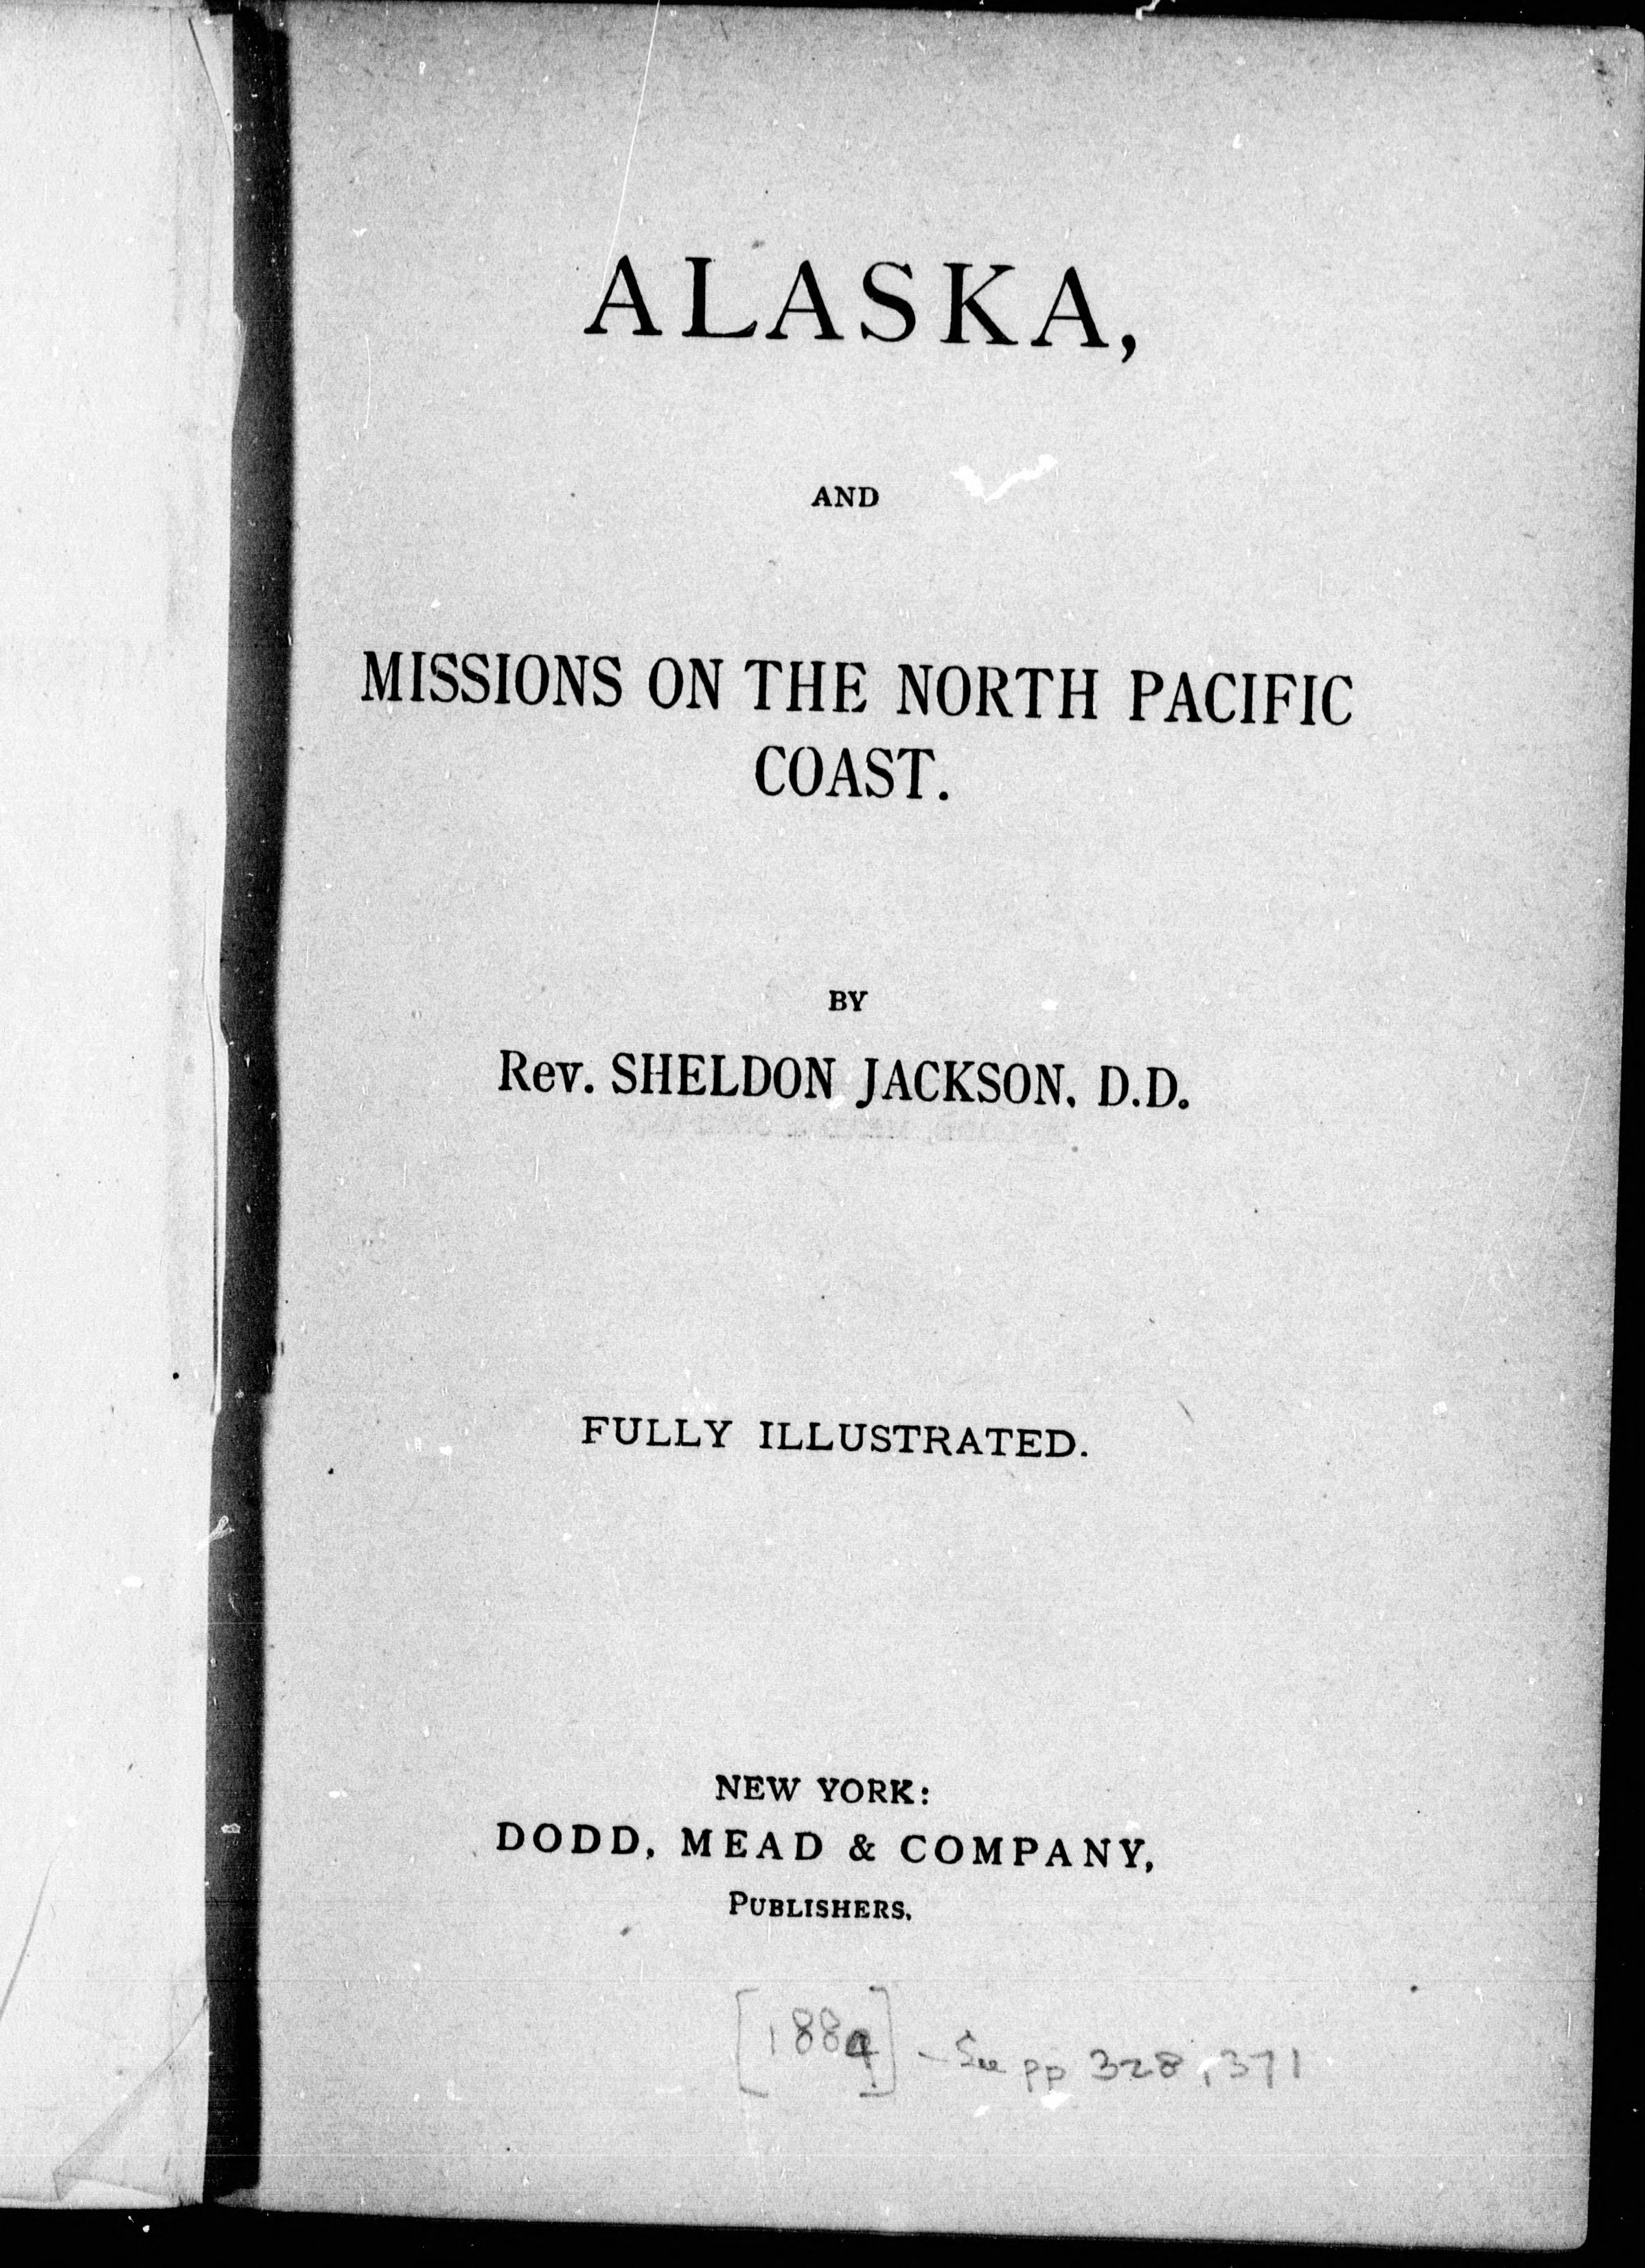 ALASKA,
AND
MISSIONS ON THE NORTH PACIFIC
COAST.
BY
Rev. SHELDON JACKSON, D.D.
FULLY ILLUSTRATED.
NEW YORK:
DODD, MEAD & COMPANY,
PUBLISHERS.
[1884] - See pp 328, 371